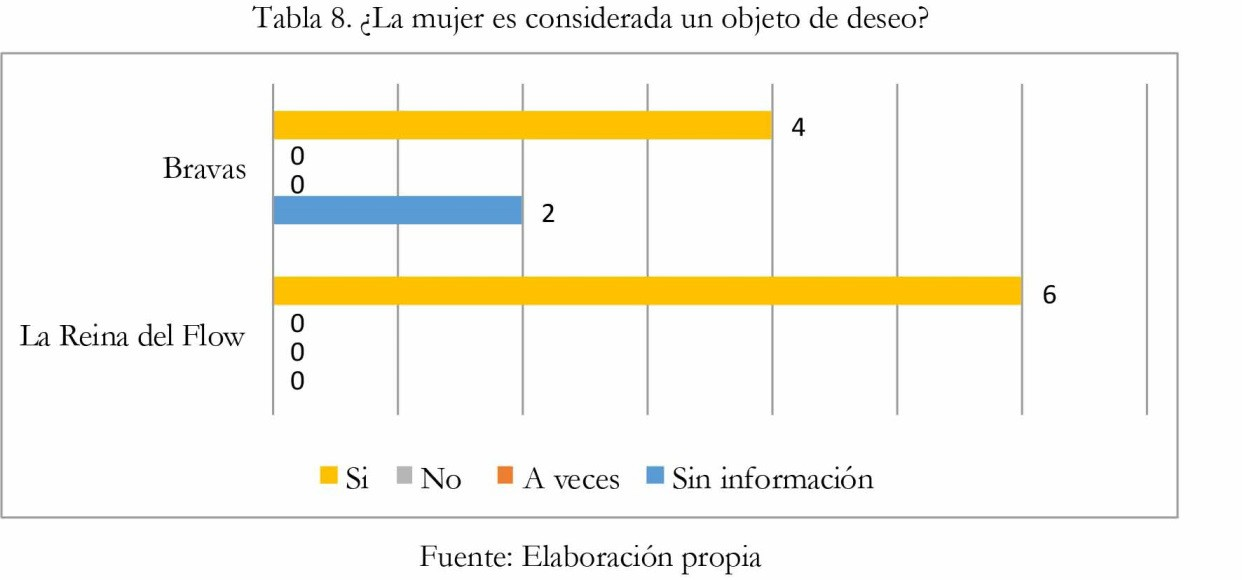 Tabla 8. ¿La mujer es considerada un objeto de deseo?
4
Bravas
0
0
2
6
La Reina del Flow
0
0
0
Si No A veces Sin información
Fuente: Elaboración propia